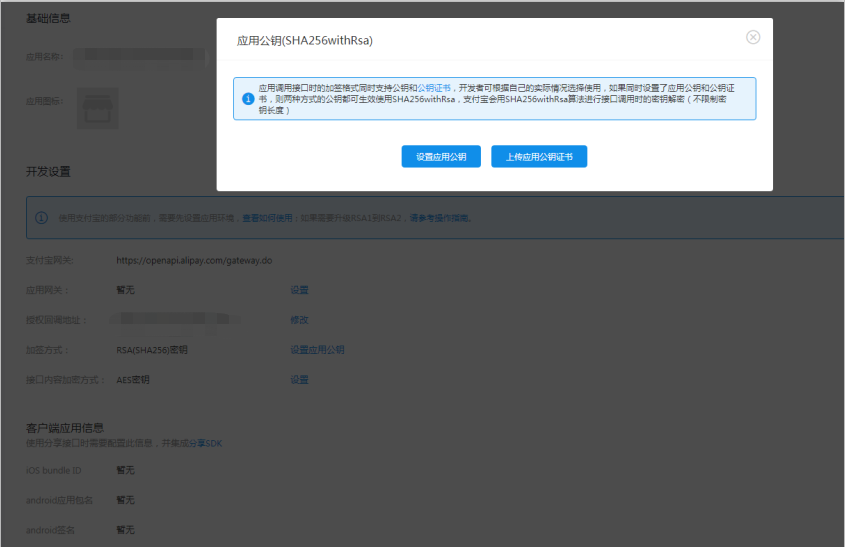 基础信息
应用公钥(SHA256withRsa)
应用名称：
应用调用接口时的加签格式同时支持公钥和公钥证书，开发者可根据自己的实际情况选择使用，如果同时设置了应用公钥和公钥证
书，则两种方式的公钥都可生效使用SHA256withRsa，支付宝会用SHA256withRsa算法进行接口调用时的密钥解密（不限制密
钥长度）
应用图标：
设置应用公钥 上传应用公钥证书
开发设置
使用支付宝的部分功能前，需要先设置应用环境，查看如何使用；如果需要升级RSA1到RSA2，请参考操作指南。
支付宝网关： https://openapi.alipay.com/gateway.do
应用网关： 暂无 设置
授权回调地址： 修改
加签方式： RSA(SHA256)密钥 设置应用公钥
接口内容加密方式： AES密钥 设置
客户端应用信息
使用分享接口时需要配置此信息，并集成分享SDK
iOS bundle ID 暂无
android应用包名 暂无
android签名 暂无